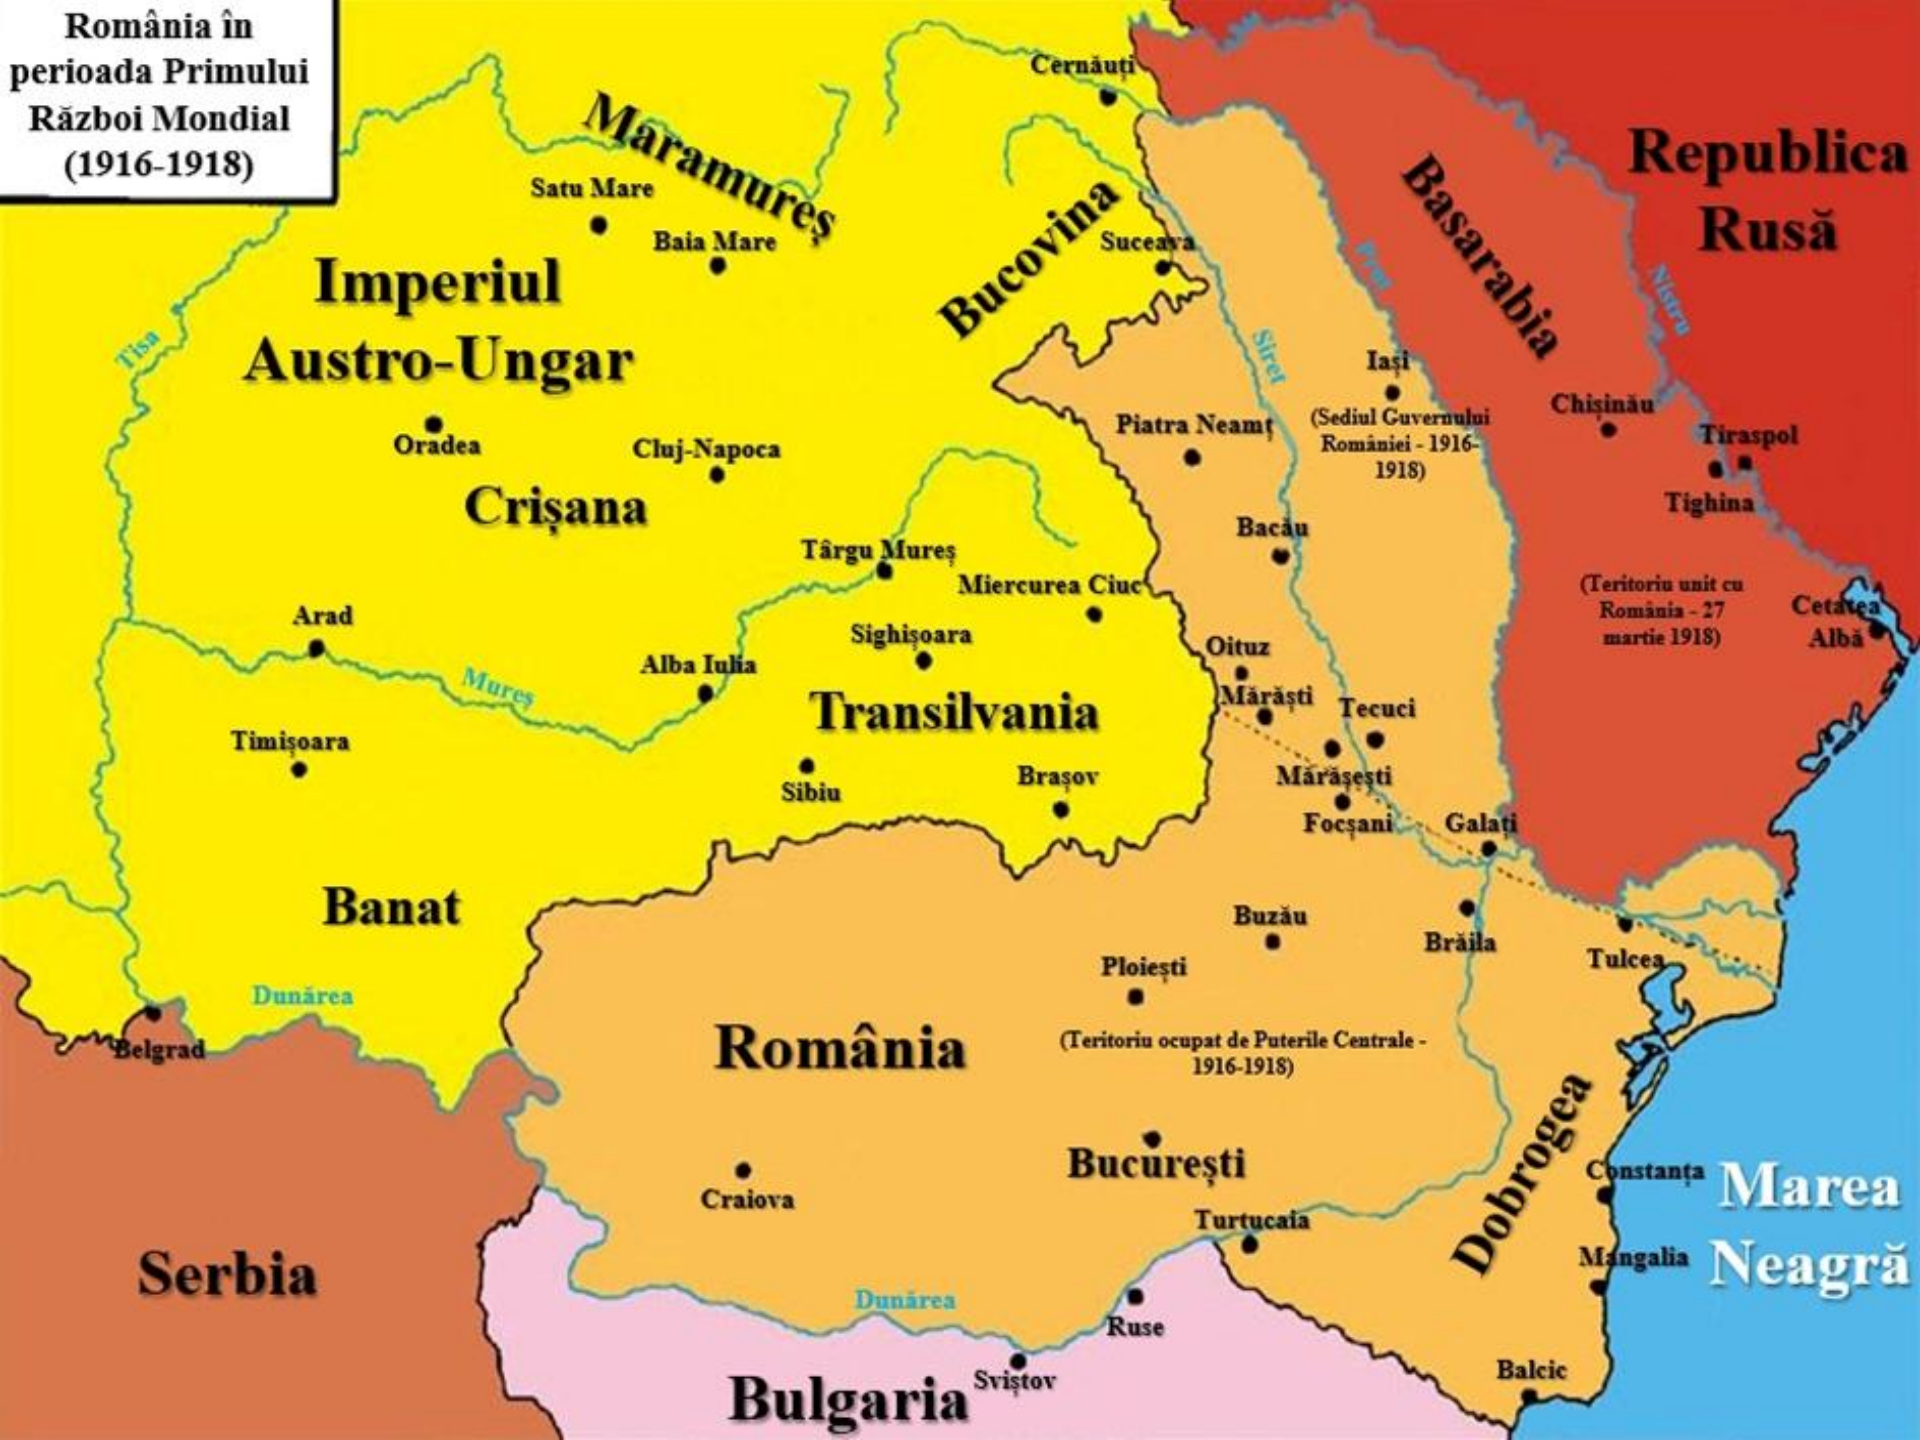 România în
perioada Primului
Război Mondial
(1916-1918)
Cernăuți
Maramureș
Republica
Rusă
Satu Mare
Baia Mare
Bucovina
Suceava
Basarabia
Nistru
Prut
Imperiul
Austro-Ungar
Tisa
Siret
Iași
(Sediul Guvernului
României - 1916-
1918)
Chișinău
Tiraspol
Tighina
Piatra Neamț
Oradea
Cluj-Napoca
Crișana
Bacău
Târgu Mureș
Miercurea Ciuc
(Teritoriu unit cu
România - 27
martie 1918)
Cetatea
Albă
Arad
Sighișoara
Oituz
Alba Iulia
Mureș
Mărăști
Tecuci
Transilvania
Timișoara
Sibiu
Brașov
Mărășești
Focșani
Galați
Banat
Buzău
Brăila
Tulcea
Ploiești
Dunărea
Belgrad
România
(Teritoriu ocupat de Puterile Centrale -
1916-1918)
București
Craiova
Dobrogea
Constanța
Marea
Neagră
Turtucaia
Mangalia
Serbia
Dunărea
Ruse
Sviștov
Balcic
Bulgaria